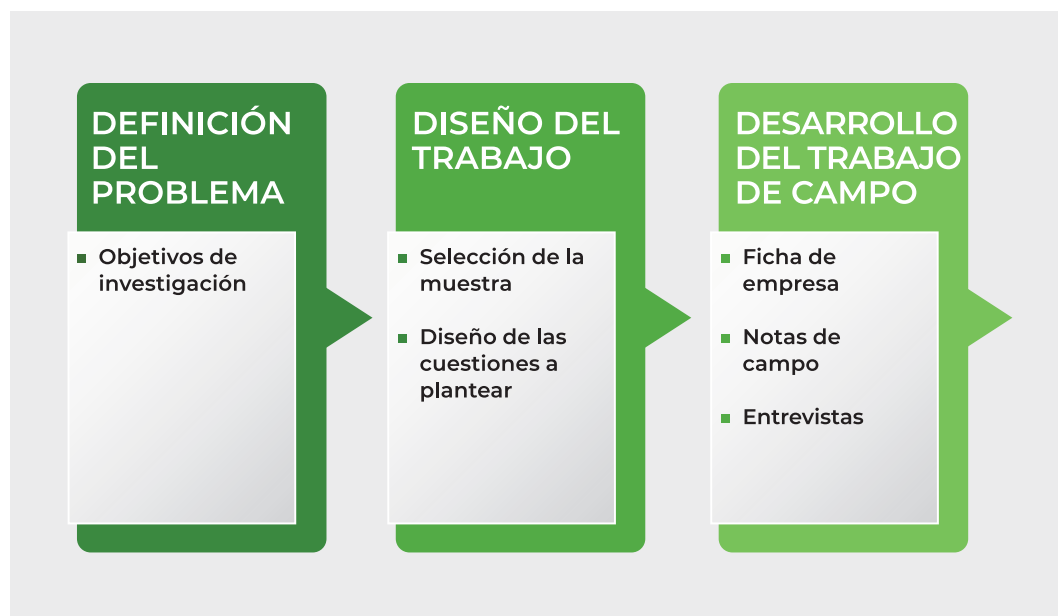 DEFINICIÓN
DEL
PROBLEMA
Objetivos de
investigación
DISEÑO DEL
TRABAJO
Selección de la
muestra
Diseño de las
cuestiones a
plantear
DESARROLLO
DEL TRABAJO
DE CAMPO
Ficha de
empresa
Notas de
campo
Entrevistas